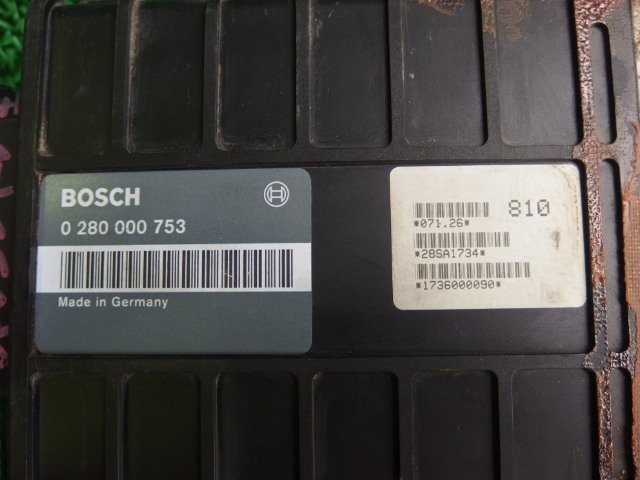 BOSCH
0 280 000 753
Made in Germany
810
*071.26*
*28SA1734*
*1736000090*